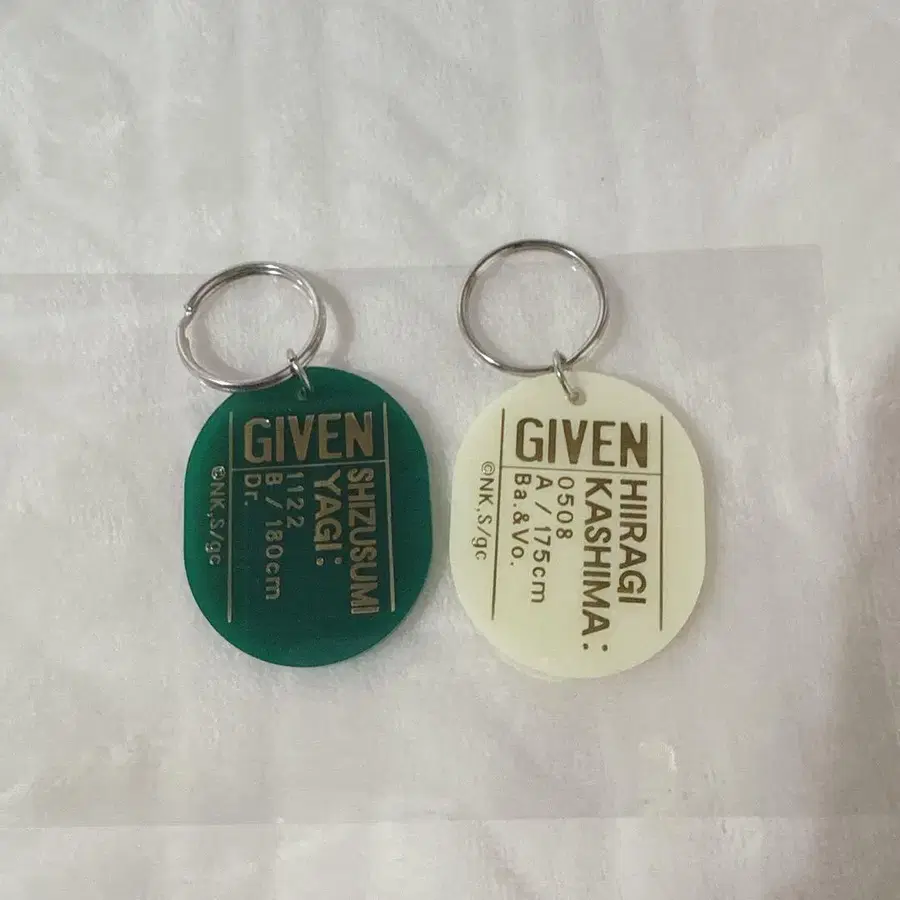 GIVEN
SHIZUSUMI
YAGI:
1122
B/180cm
Dr.
©NK,S/gc
GIVEN
HIIRAGI
KASHIMA:
0508
A/175cm
Ba.&Vo.
©NK,S/gc